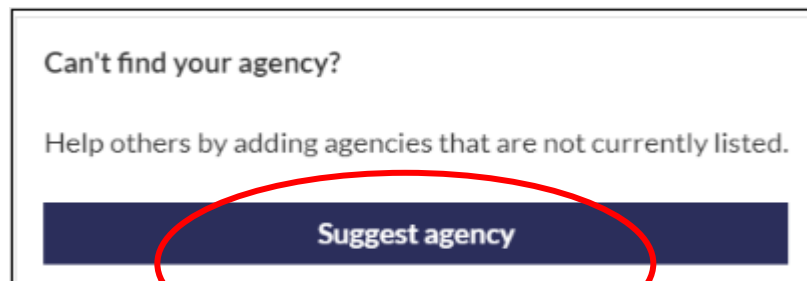 Can't find your agency?
Help others by adding agencies that are not currently listed.
Suggest agency